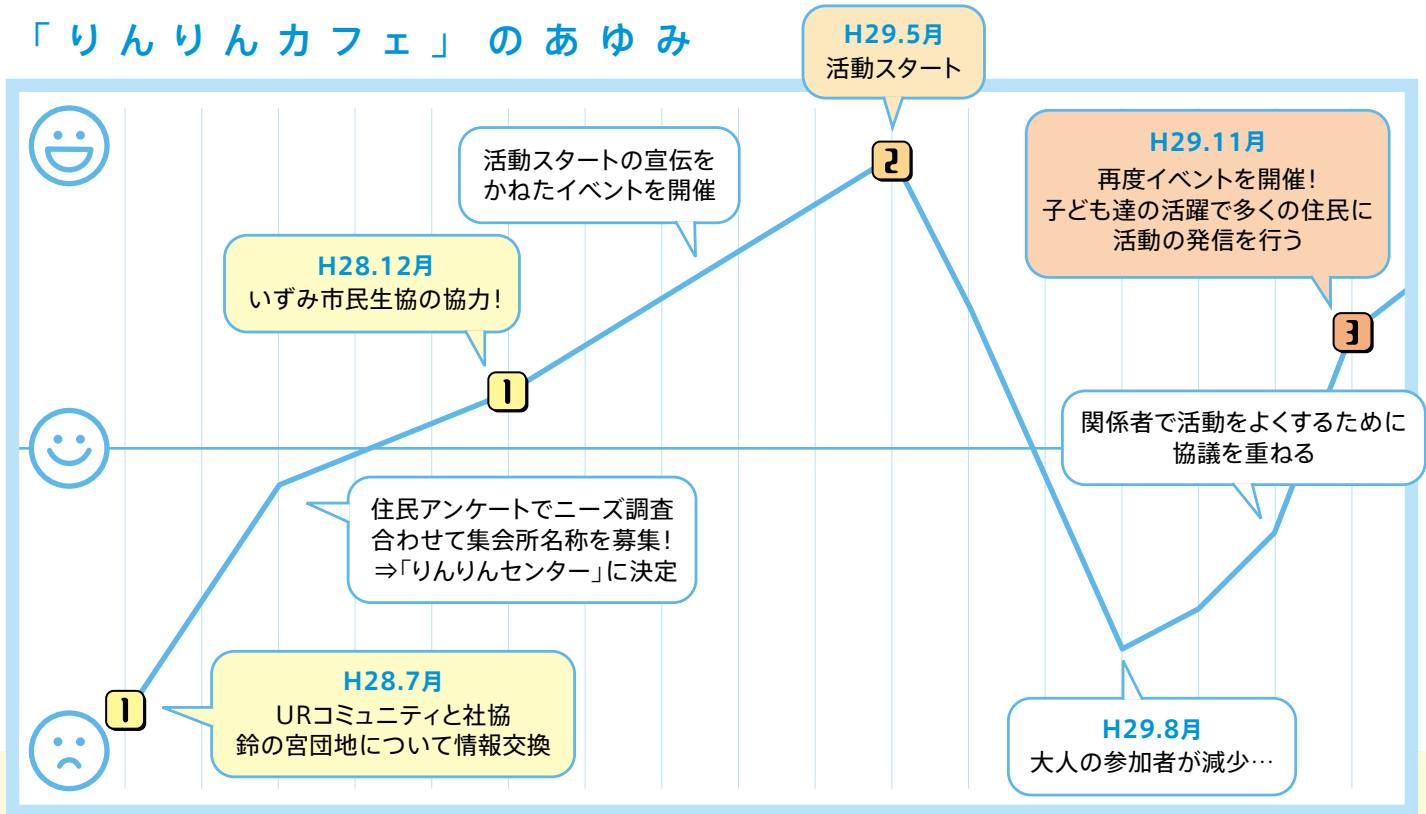 「りんりんカフェ」のあゆみ
H29.5月
活動スタート
活動スタートの宣伝を
かねたイベントを開催
2
H29.11月
再度イベントを開催！
子ども達の活躍で多くの住民に
活動の発信を行う
H28.12月
いずみ市民生協の協力！
1
3
関係者で活動をよくするために
協議を重ねる
住民アンケートでニーズ調査
合わせて集会所名称を募集！
⇒「りんりんセンター」に決定
1
H28.7月
URコミュニティと社協
鈴の宮団地について情報交換
H29.8月
大人の参加者が減少…